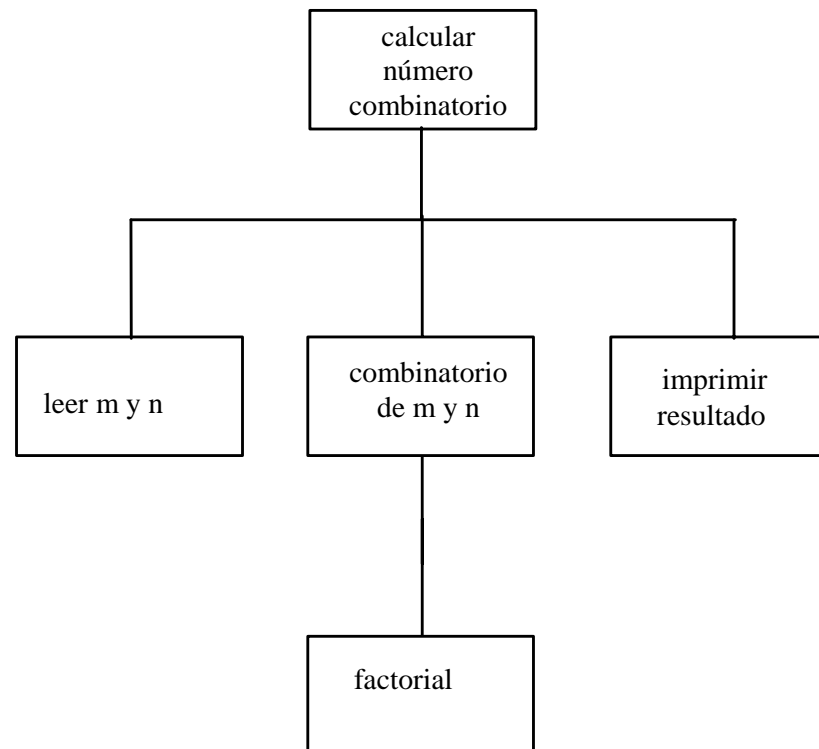 calcular
número
combinatorio
leer m y n
combinatorio
de m y n
imprimir
resultado
factorial